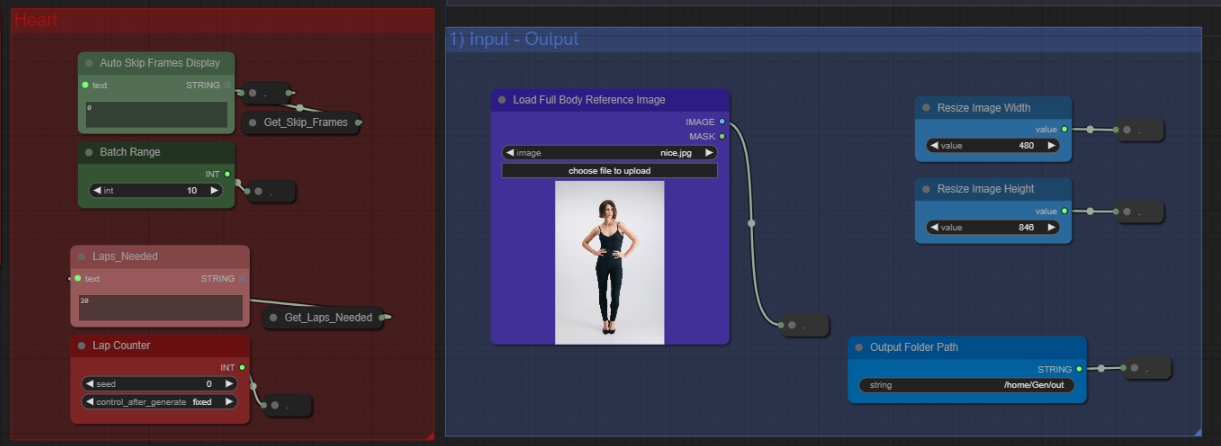 Heart
Auto Skip Frames Display
text STRING
0
.
Get_Skip_Frames
Batch Range
INT
int 10
.
Laps_Needed
text STRING
20
Get_Laps_Needed
Lap Counter
INT
seed 0
control_after_generate fixed
.
1) Input - Output
Load Full Body Reference Image
IMAGE
MASK
image nice.jpg
choose file to upload
.
Resize Image Width
value
value 480
.
Resize Image Height
value
value 846
.
Output Folder Path
STRING
string /home/Gen/out
.